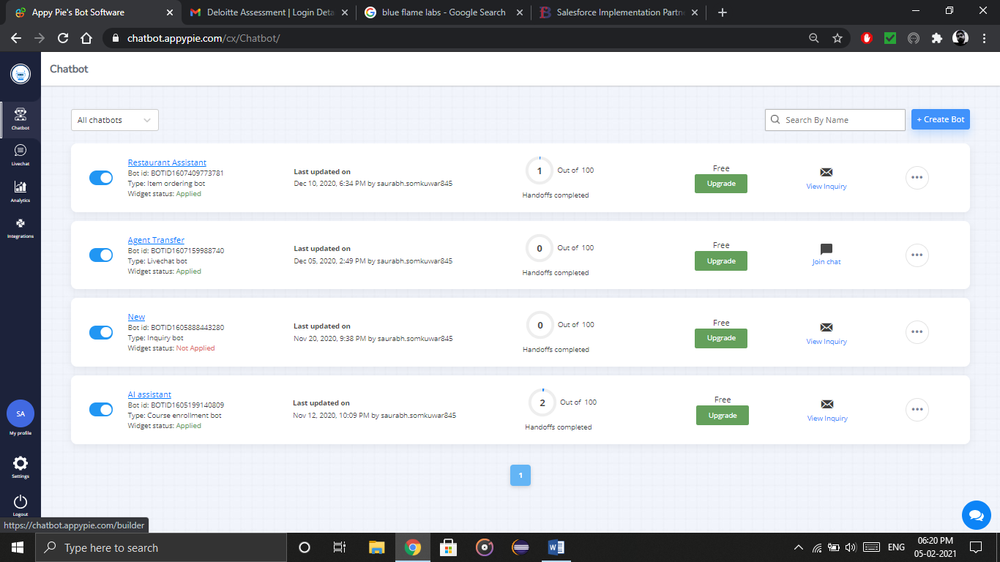 Appy Pie's Bot Software
Deloitte Assessment | Login Deta
blue flame labs - Google Search
Salesforce Implementation Partne
chatbot.appypie.com/cx/Chatbot/
Chatbot
Chatbot
Livechat
Analytics
Integrations
SA
My profile
Settings
Logout
All chatbots
Search By Name
+ Create Bot
Restaurant Assistant
Bot id: BOTID1607409773781
Type: Item ordering bot
Widget status: Applied
Last updated on
Dec 10, 2020, 6:34 PM by saurabh.somkuwar845
1 Out of 100
Handoffs completed
Free
Upgrade
View Inquiry
Agent Transfer
Bot id: BOTID1607159988740
Type: Livechat bot
Widget status: Applied
Last updated on
Dec 05, 2020, 2:49 PM by saurabh.somkuwar845
0 Out of 100
Handoffs completed
Free
Upgrade
Join chat
New
Bot id: BOTID1605888443280
Type: Inquiry bot
Widget status: Not Applied
Last updated on
Nov 20, 2020, 9:38 PM by saurabh.somkuwar845
0 Out of 100
Handoffs completed
Free
Upgrade
View Inquiry
AI assistant
Bot id: BOTID1605199140809
Type: Course enrollment bot
Widget status: Applied
Last updated on
Nov 12, 2020, 10:09 PM by saurabh.somkuwar845
2 Out of 100
Handoffs completed
Free
Upgrade
View Inquiry
1
https://chatbot.appypie.com/builder
Type here to search
ENG
06:20 PM
05-02-2021